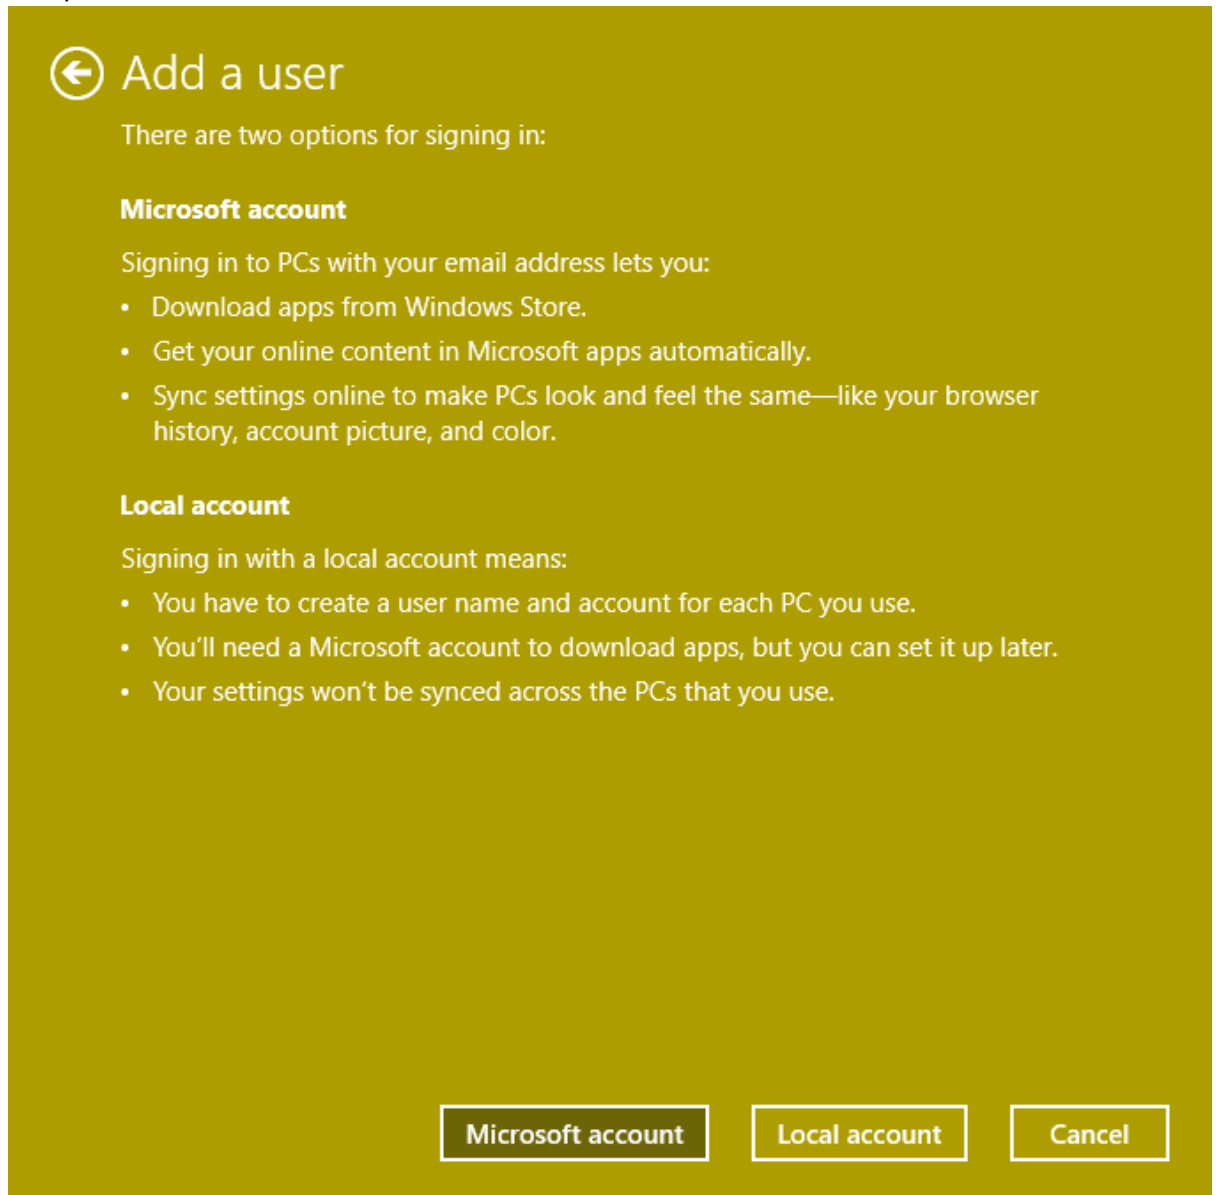 Add a user
There are two options for signing in:
Microsoft account
Signing in to PCs with your email address lets you:
• Download apps from Windows Store.
• Get your online content in Microsoft apps automatically.
• Sync settings online to make PCs look and feel the same—like your browser
history, account picture, and color.
Local account
Signing in with a local account means:
• You have to create a user name and account for each PC you use.
• You’ll need a Microsoft account to download apps, but you can set it up later.
• Your settings won’t be synced across the PCs that you use.
Microsoft account Local account Cancel